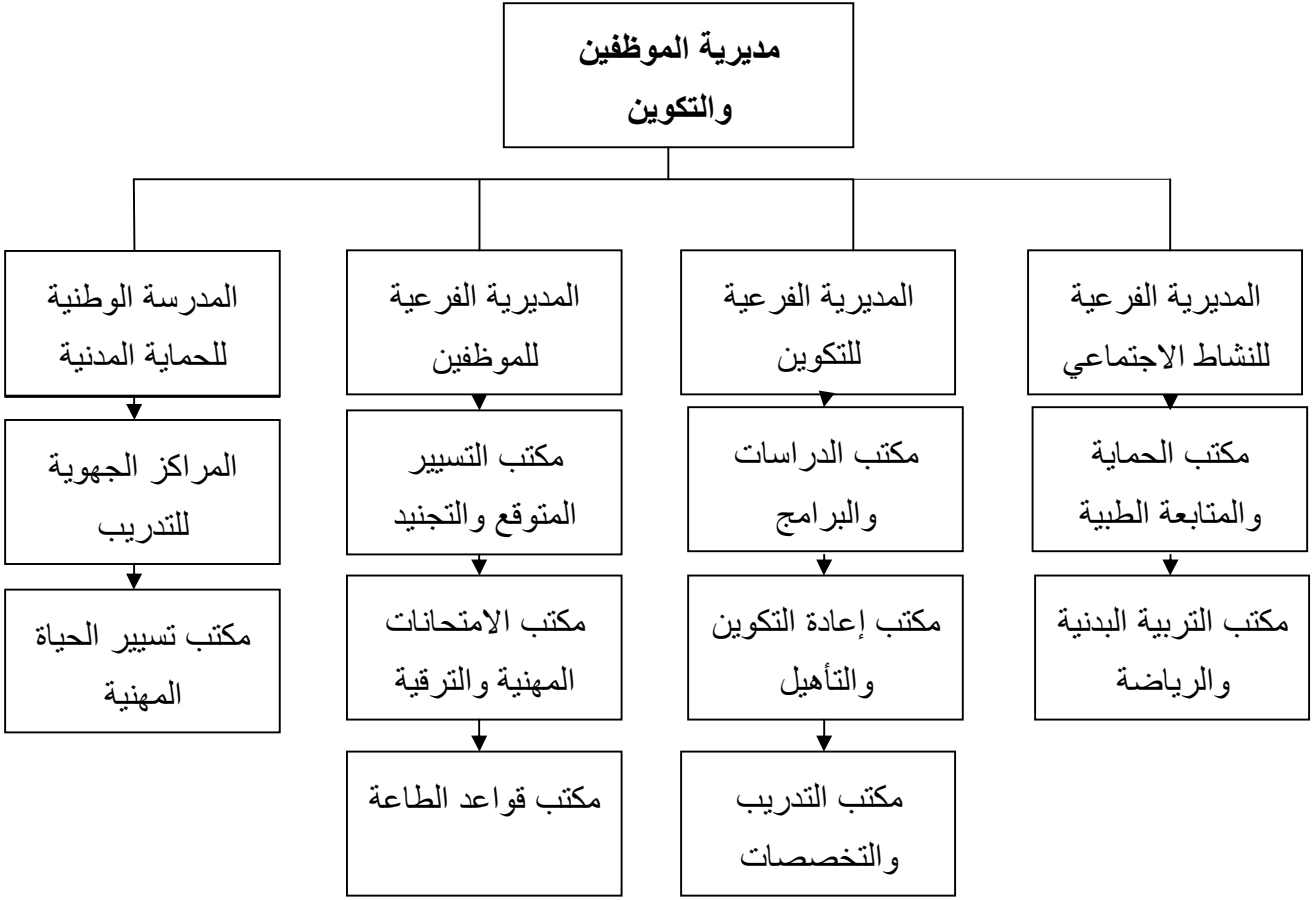 مديرية الموظفين
والتكوين
المديرية الفرعية
للنشاط الاجتماعي
المديرية الفرعية
للتكوين
المديرية الفرعية
للموظفين
المدرسة الوطنية
للحماية المدنية
مكتب الحماية
والمتابعة الطبية
مكتب الدراسات
والبرامج
مكتب التسيير
المتوقع والتجنيد
المراكز الجهوية
للتدريب
مكتب التربية البدنية
والرياضة
مكتب إعادة التكوين
والتأهيل
مكتب الامتحانات
المهنية والترقية
مكتب تسيير الحياة
المهنية
مكتب التدريب
والتخصصات
مكتب قواعد الطاعة